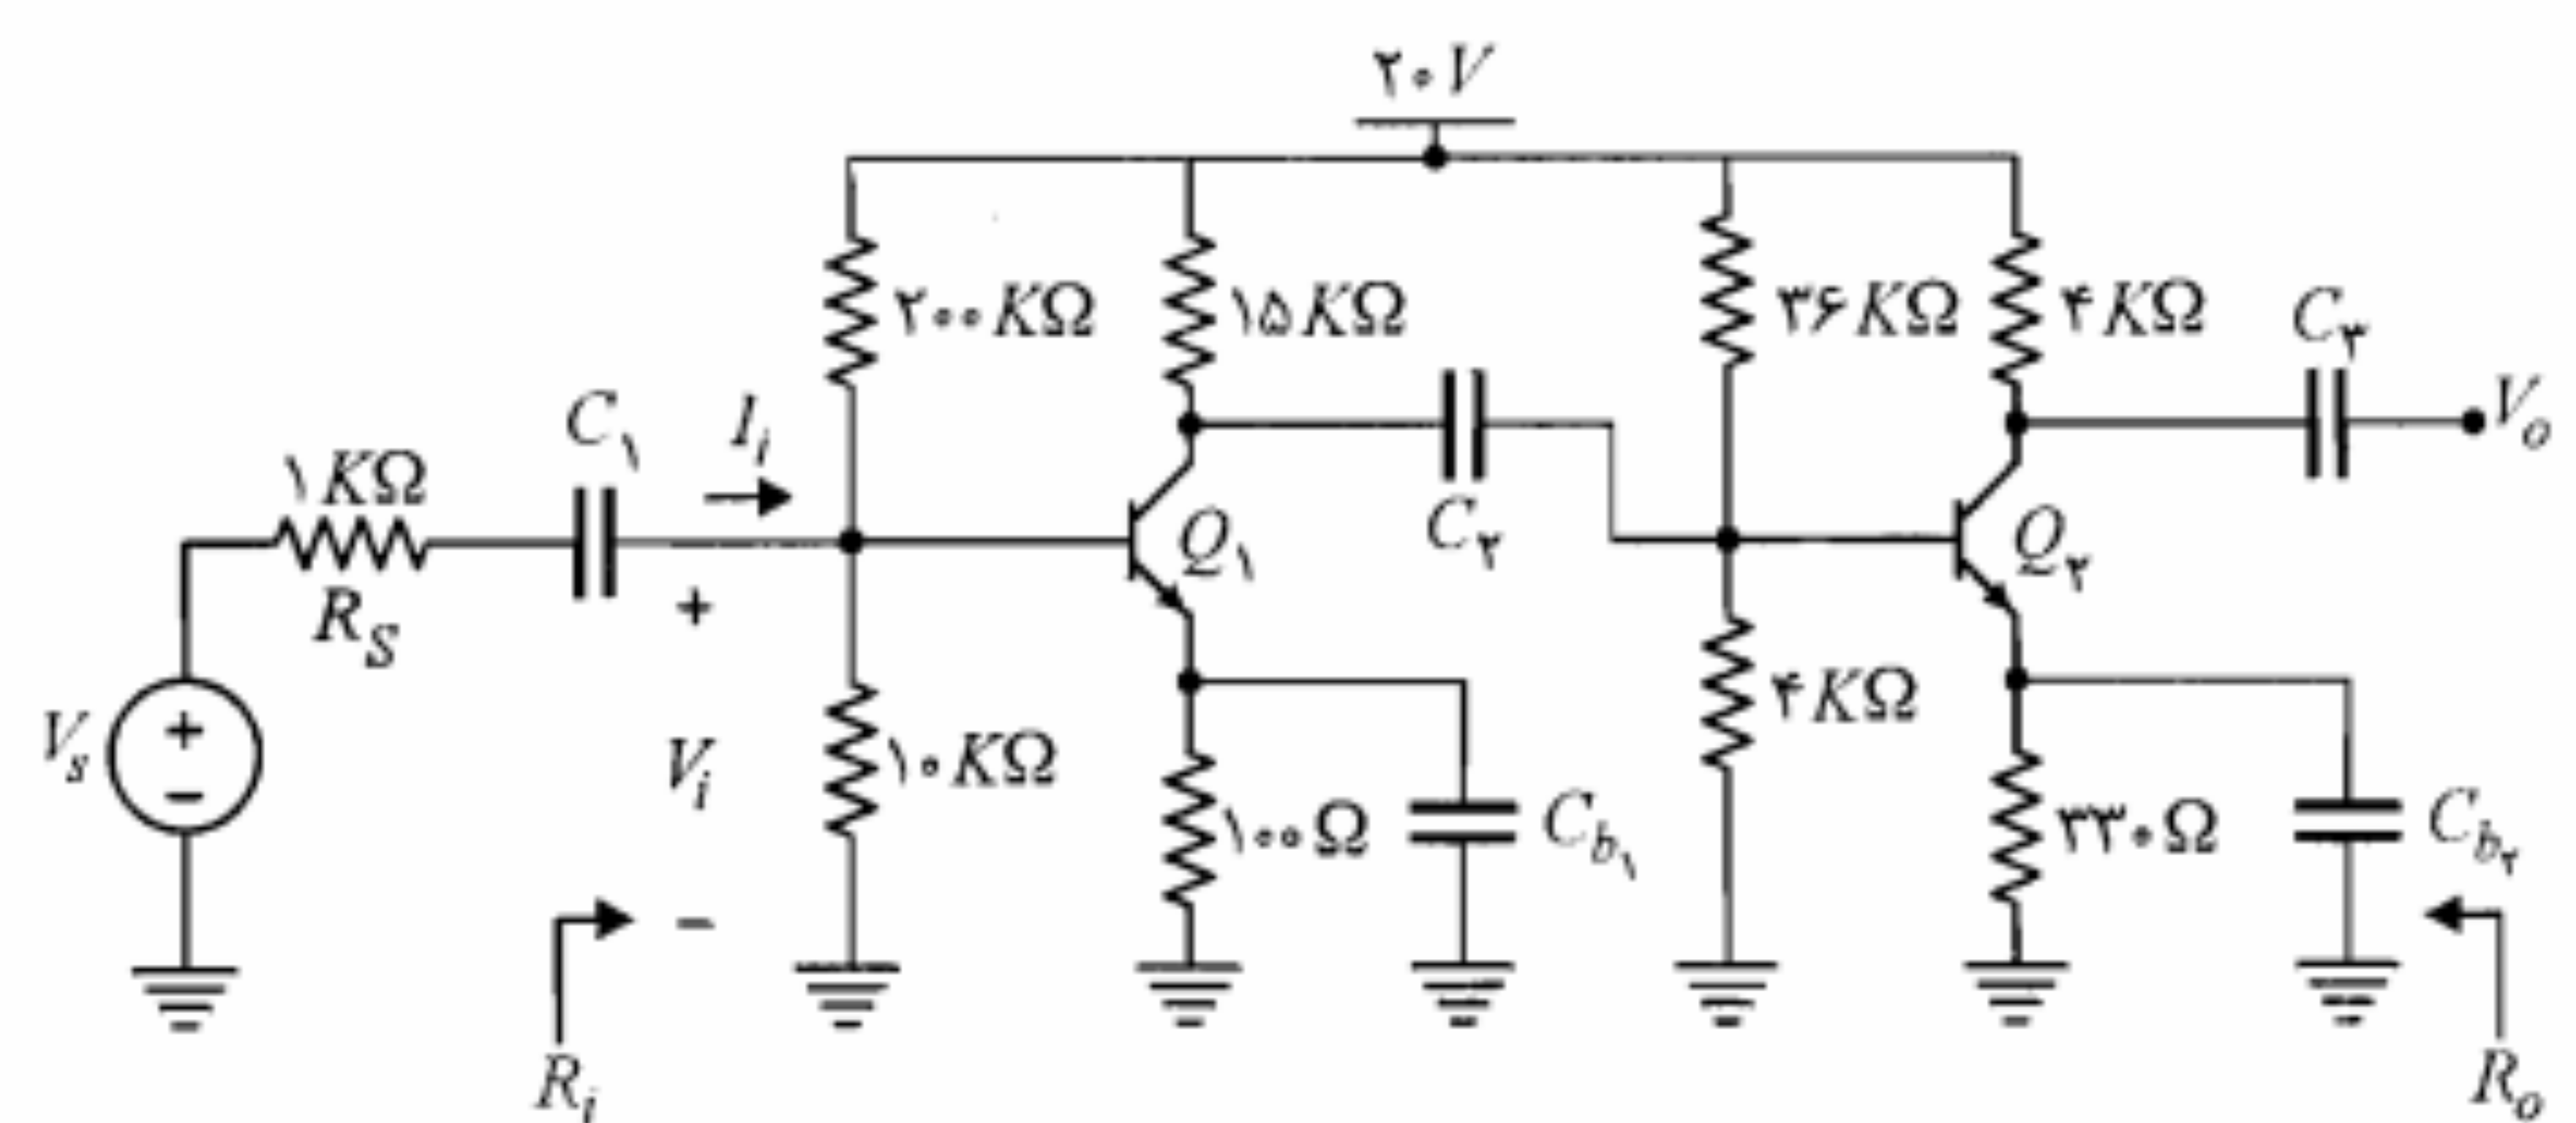 ۲۰V
۲۰۰KΩ
۱۵KΩ
۳۶KΩ
۴KΩ
C۳
Vo
C۱
Ii
۱KΩ
RS
Q۱
C۲
Q۲
+
Vs
+
−
Vi
۱۰KΩ
۱۰۰Ω
Cb۱
۴KΩ
۳۳۰Ω
Cb۲
−
Ri
Ro